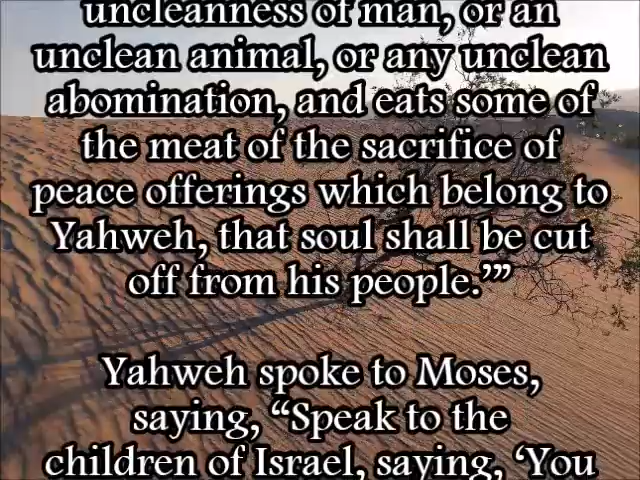 uncleanness of man, or an
unclean animal, or any unclean
abomination, and eats some of
the meat of the sacrifice of
peace offerings which belong to
Yahweh, that soul shall be cut
off from his people.’”
Yahweh spoke to Moses,
saying, “Speak to the
children of Israel, saying, ‘You